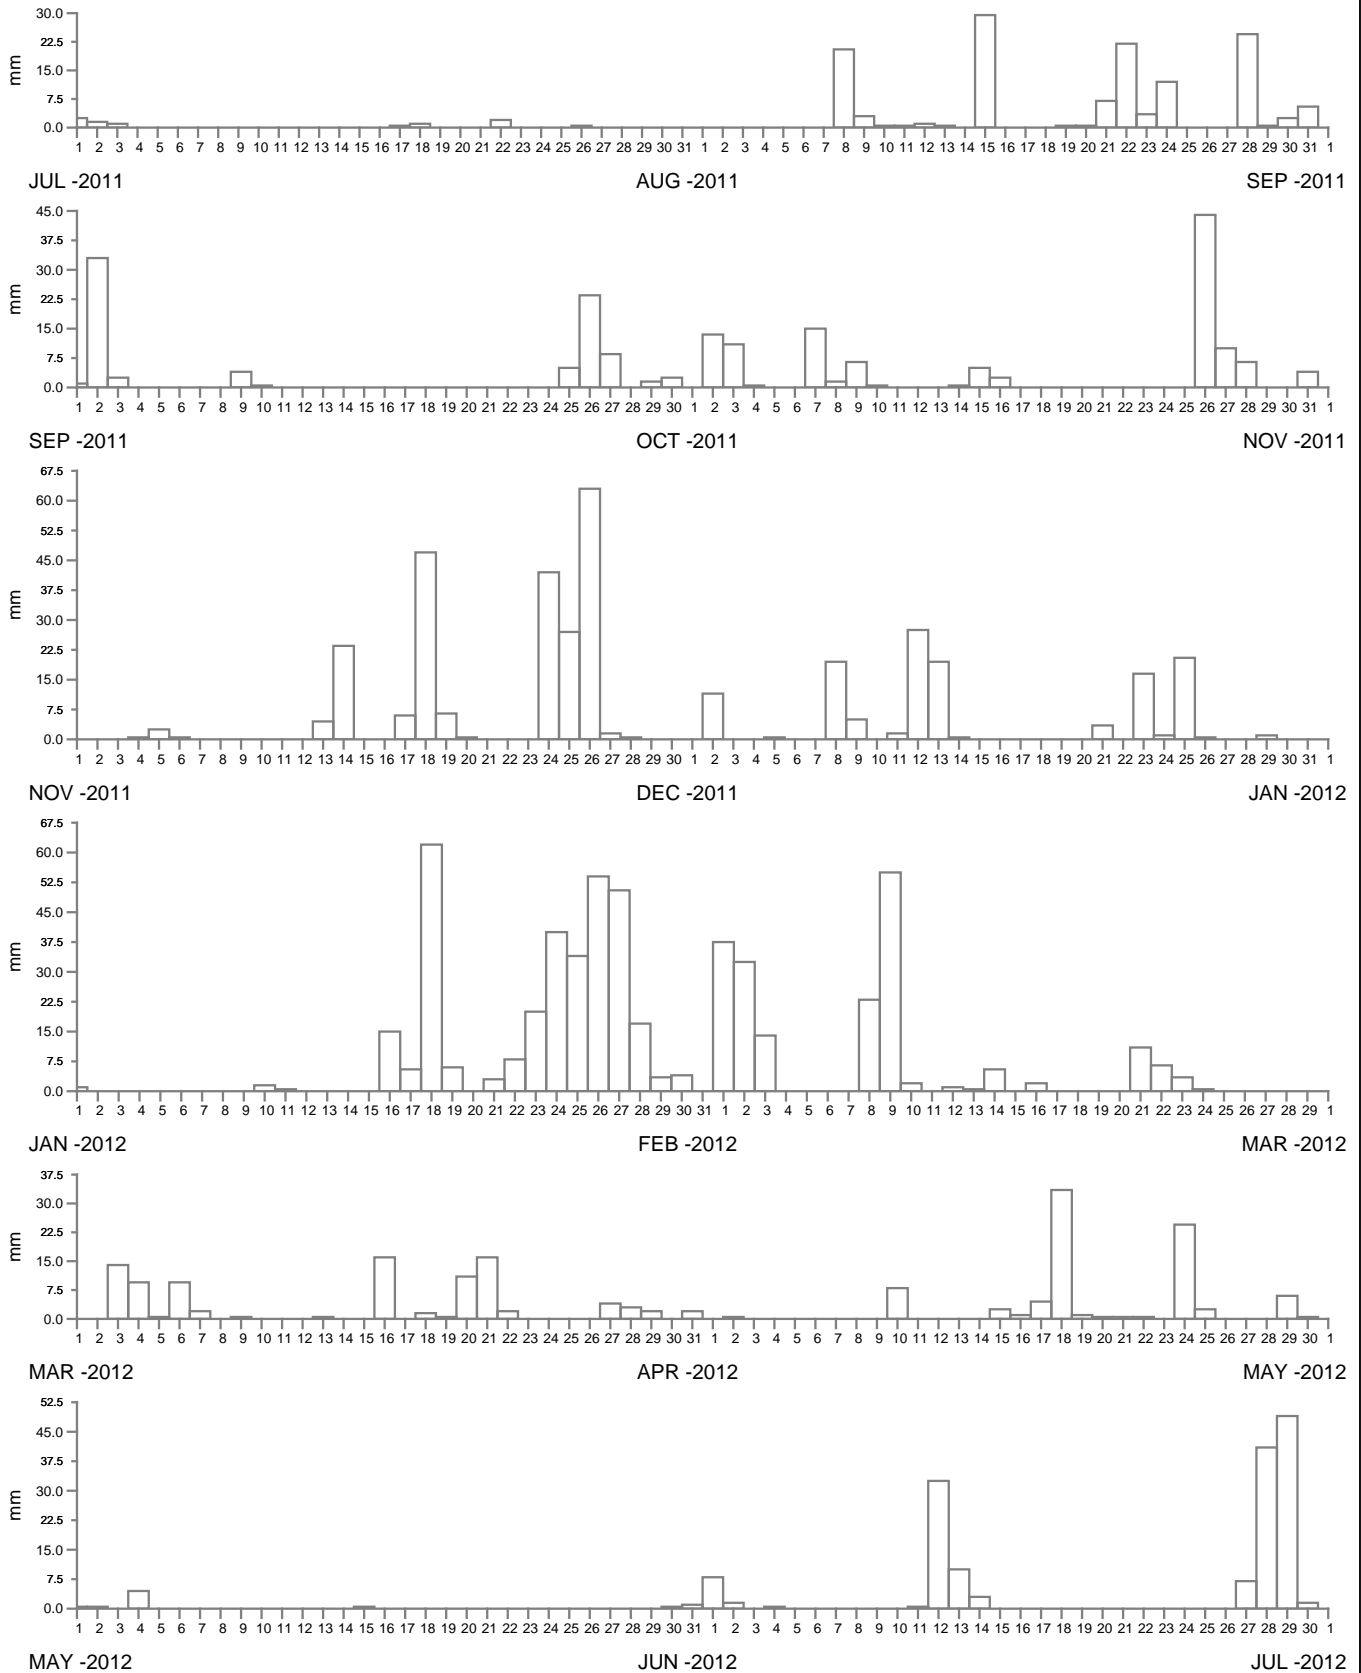 30.0
22.5
mm
15.0
7.5
0.0
1 2 3 4 5 6 7 8 9 10 11 12 13 14 15 16 17 18 19 20 21 22 23 24 25 26 27 28 29 30 31 1 2 3 4 5 6 7 8 9 10 11 12 13 14 15 16 17 18 19 20 21 22 23 24 25 26 27 28 29 30 31 1
JUL -2011 AUG -2011 SEP -2011
45.0
37.5
30.0
mm
22.5
15.0
7.5
0.0
1 2 3 4 5 6 7 8 9 10 11 12 13 14 15 16 17 18 19 20 21 22 23 24 25 26 27 28 29 30 1 2 3 4 5 6 7 8 9 10 11 12 13 14 15 16 17 18 19 20 21 22 23 24 25 26 27 28 29 30 31 1
SEP -2011 OCT -2011 NOV -2011
67.5
60.0
52.5
45.0
37.5
mm
30.0
22.5
15.0
7.5
0.0
1 2 3 4 5 6 7 8 9 10 11 12 13 14 15 16 17 18 19 20 21 22 23 24 25 26 27 28 29 30 1 2 3 4 5 6 7 8 9 10 11 12 13 14 15 16 17 18 19 20 21 22 23 24 25 26 27 28 29 30 31 1
NOV -2011 DEC -2011 JAN -2012
67.5
60.0
52.5
45.0
37.5
mm
30.0
22.5
15.0
7.5
0.0
1 2 3 4 5 6 7 8 9 10 11 12 13 14 15 16 17 18 19 20 21 22 23 24 25 26 27 28 29 30 31 1 2 3 4 5 6 7 8 9 10 11 12 13 14 15 16 17 18 19 20 21 22 23 24 25 26 27 28 29 1
JAN -2012 FEB -2012 MAR -2012
37.5
30.0
22.5
mm
15.0
7.5
0.0
1 2 3 4 5 6 7 8 9 10 11 12 13 14 15 16 17 18 19 20 21 22 23 24 25 26 27 28 29 30 31 1 2 3 4 5 6 7 8 9 10 11 12 13 14 15 16 17 18 19 20 21 22 23 24 25 26 27 28 29 30 1
MAR -2012 APR -2012 MAY -2012
52.5
45.0
37.5
30.0
mm
22.5
15.0
7.5
0.0
1 2 3 4 5 6 7 8 9 10 11 12 13 14 15 16 17 18 19 20 21 22 23 24 25 26 27 28 29 30 31 1 2 3 4 5 6 7 8 9 10 11 12 13 14 15 16 17 18 19 20 21 22 23 24 25 26 27 28 29 30 1
MAY -2012 JUN -2012 JUL -2012